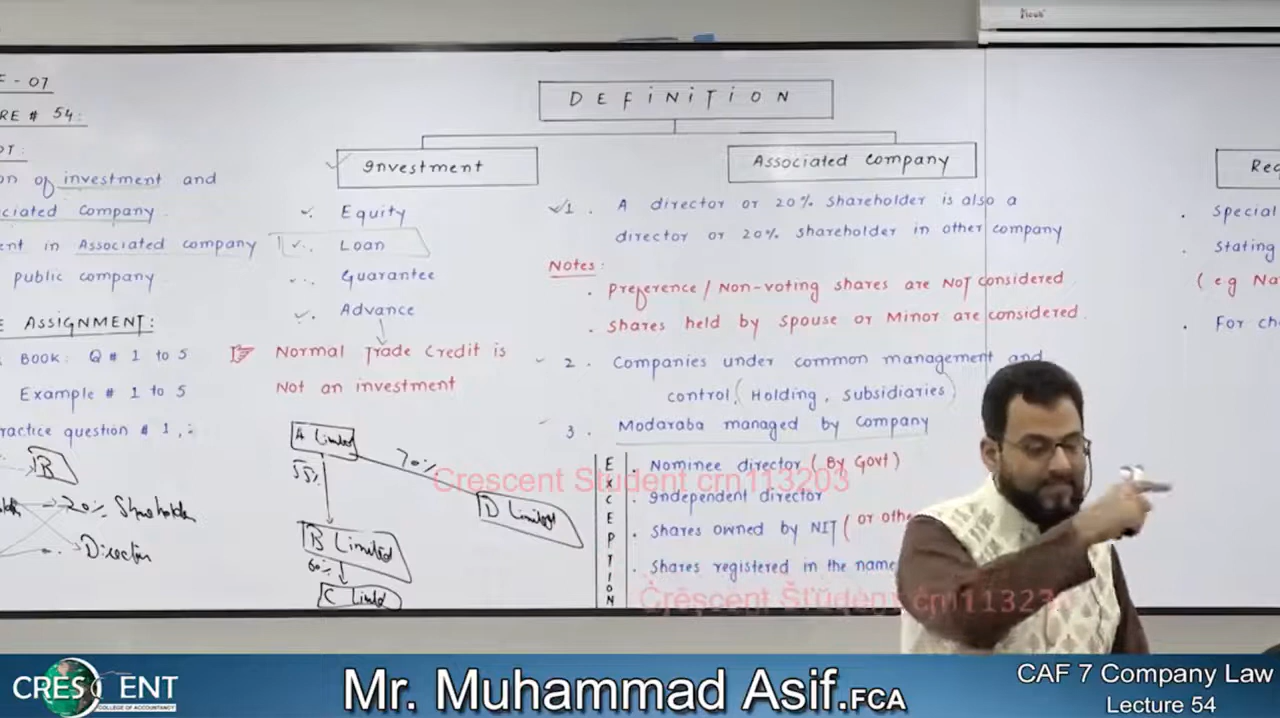 F - 07
RE # 54:
OT:
on of investment and
ociated Company
ent in Associated company
public company
E ASSIGNMENT:
BOOK: Q # 1 to 5
Example # 1 to 5
ractice question # 1,
B
20% Shareholder
Director
DEFINITION
Investment
Equity
Loan
Guarantee
Advance
Normal Trade Credit is
Not an investment
A Limited
55%
70%
B Limited
60%
C Limited
D Limited
Associated Company
1. A director or 20% shareholder is also a
director or 20% shareholder in other company
Notes:
. Preference / Non-voting shares are NOT considered
. Shares held by Spouse or Minor are considered.
2. Companies under common management and
control (Holding, subsidiaries)
3. Modaraba managed by Company
EXCEPTION
. Nominee director (By Govt)
. Independent director
. Shares owned by NIT (or othe
. Shares registered in the name
Req
. Special
. Stating
(eg Na
. For ch
Crescent Student crn113203
Crescent Student crn11323
CRESCENT
COLLEGE OF ACCOUNTANCY
Mr. Muhammad Asif.FCA
CAF 7 Company Law
Lecture 54